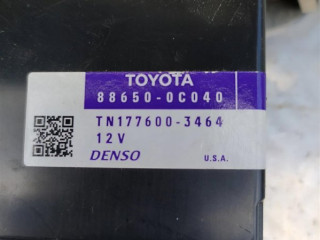 TOYOTA
88650-0C040
TN177600-3464
12V
DENSO U.S.A.